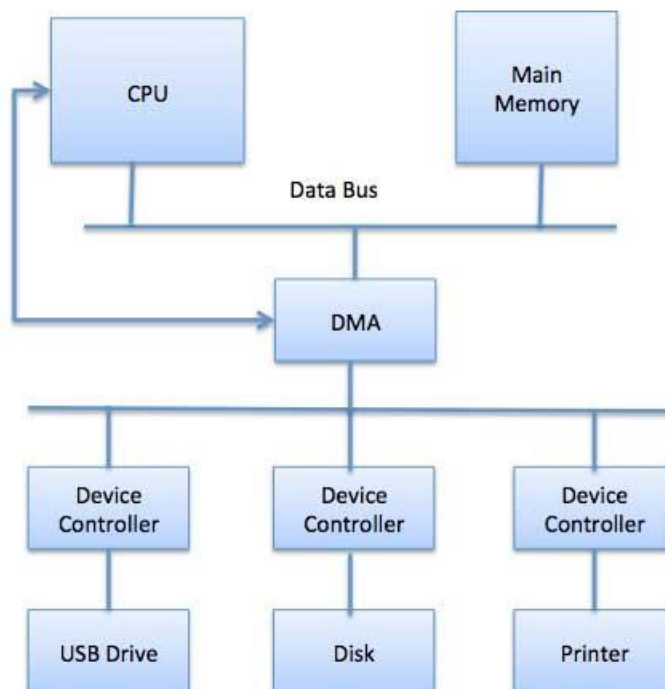 CPU
Main
Memory
Data Bus
DMA
Device
Controller
Device
Controller
Device
Controller
USB Drive
Disk
Printer